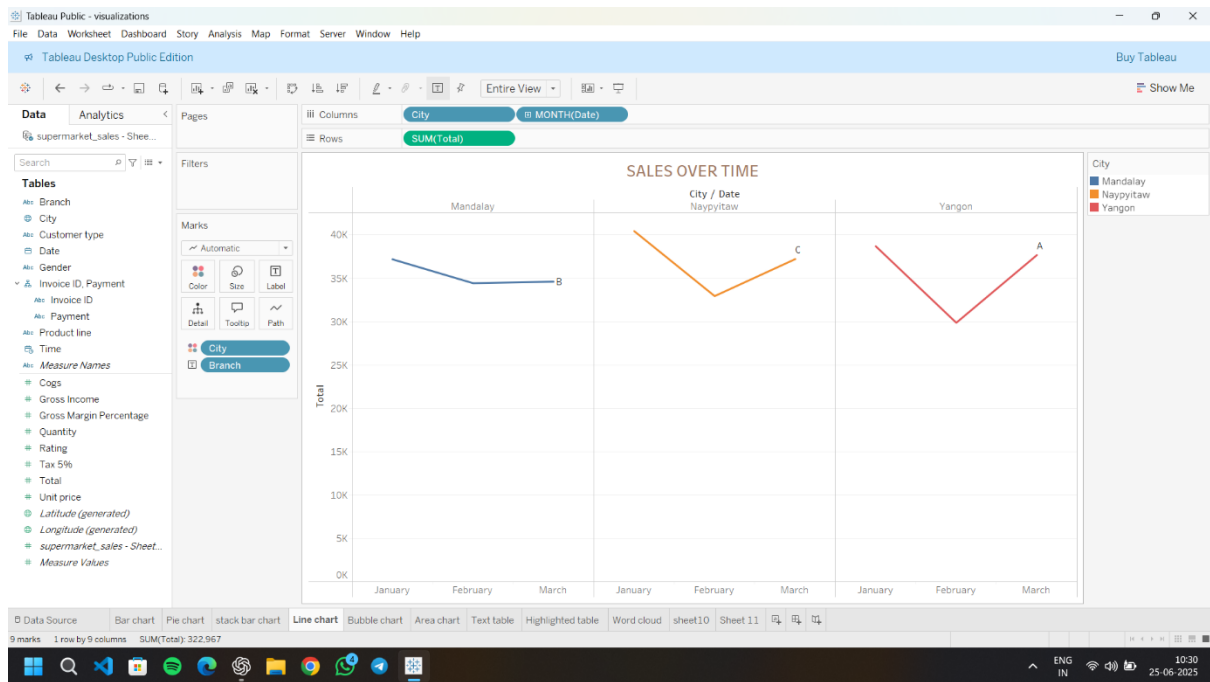 Tableau Public - visualizations
File Data Worksheet Dashboard Story Analysis Map Format Server Window Help
Tableau Desktop Public Edition
Buy Tableau
Entire View
Show Me
Data Analytics
supermarket_sales - Shee...
Search
Tables
Abc Branch
City
Abc Customer type
Date
Abc Gender
Invoice ID, Payment
Abc Invoice ID
Abc Payment
Abc Product line
Time
Abc Measure Names
# Cogs
# Gross Income
# Gross Margin Percentage
# Quantity
# Rating
# Tax 5%
# Total
# Unit price
Latitude (generated)
Longitude (generated)
# supermarket_sales - Sheet...
# Measure Values
Pages
Filters
Marks
Automatic
Color Size Label
Detail Tooltip Path
City
T Branch
iii Columns City MONTH(Date)
Rows SUM(Total)
SALES OVER TIME
City / Date
Mandalay Naypyitaw Yangon
Total
40K
35K
30K
25K
20K
15K
10K
5K
0K
B
C
A
January February March January February March January February March
City
Mandalay
Naypyitaw
Yangon
Data Source Bar chart Pie chart stack bar chart Line chart Bubble chart Area chart Text table Highlighted table Word cloud sheet10 Sheet 11
9 marks 1 row by 9 columns SUM(Total): 322,967
ENG
IN
10:30
25-06-2025